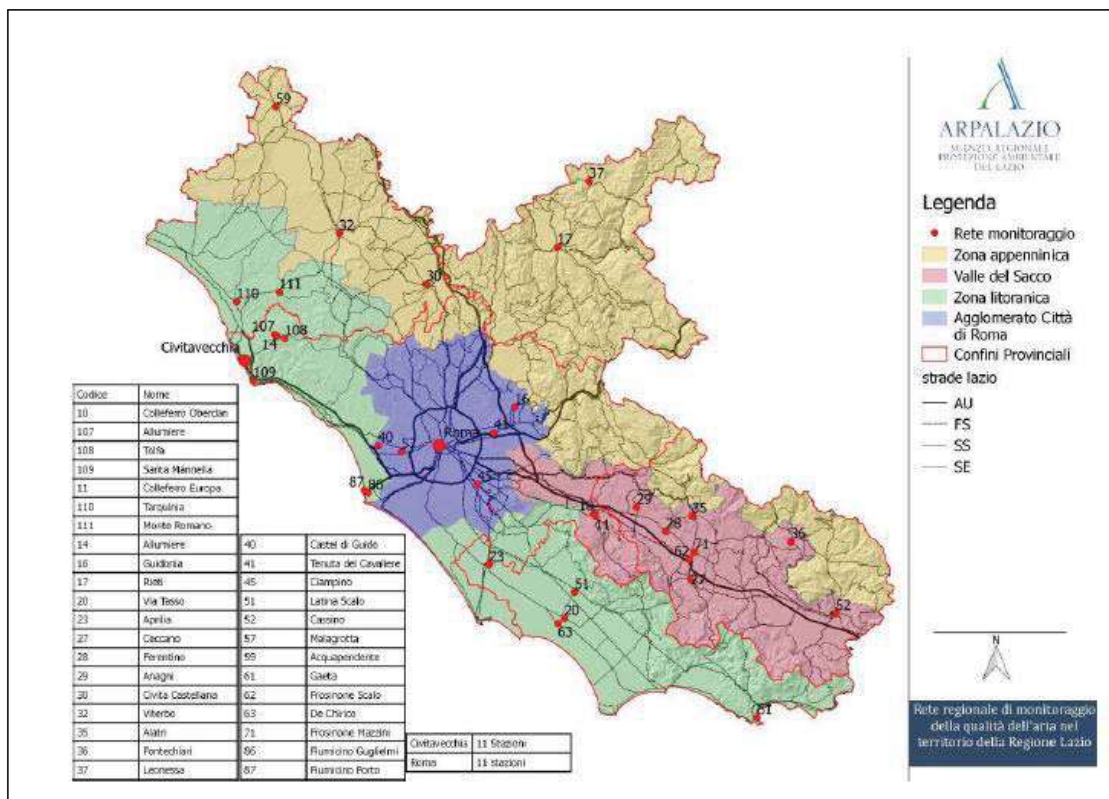 59
37
32
17
30
110
111
107
108
14
Civitavecchia
109
16
41
Roma
40
57
45
87
86
10
11
29
35
28
36
71
62
27
52
23
51
20
63
61
Codice Nome
10 Colleferro Oberdan
107 Allumiere
108 Tolfa
109 Santa Marinella
11 Colleferro Europa
110 Tarquinia
111 Monte Romano
14 Allumiere
16 Guidonia
17 Rieti
20 Via Tasso
23 Aprilia
27 Ceccano
28 Ferentino
29 Anagni
30 Civita Castellana
32 Viterbo
35 Alatri
36 Fontechiari
37 Leonessa
40 Castel di Guido
41 Tenuta del Cavaliere
45 Ciampino
51 Latina Scalo
52 Cassino
57 Malagrotta
59 Acquapendente
61 Gaeta
62 Frosinone Scalo
63 De Chirico
71 Frosinone Mazzini
86 Fiumicino Guglielmi
87 Fiumicino Porto
Civitavecchia 11 Stazioni
Roma 11 stazioni
ARPALAZIO
AGENZIA REGIONALE
PROTEZIONE AMBIENTALE
DEL LAZIO
Legenda
Rete monitoraggio
Zona appenninica
Valle del Sacco
Zona litoranica
Agglomerato Città
di Roma
Confini Provinciali
strade lazio
AU
FS
SS
SE
N
Rete regionale di monitoraggio
della qualità dell'aria nel
territorio della Regione Lazio